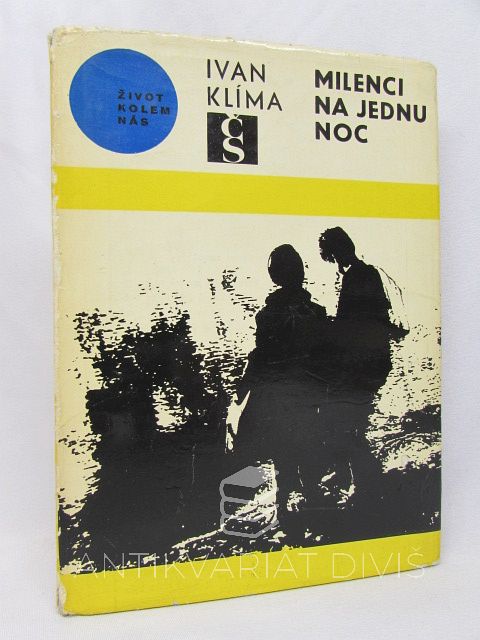 ŽIVOT
KOLEM
NÁS
IVAN
KLÍMA
ČS
MILENCI
NA JEDNU
NOC
ANTIKVARIÁT DIVIŠ